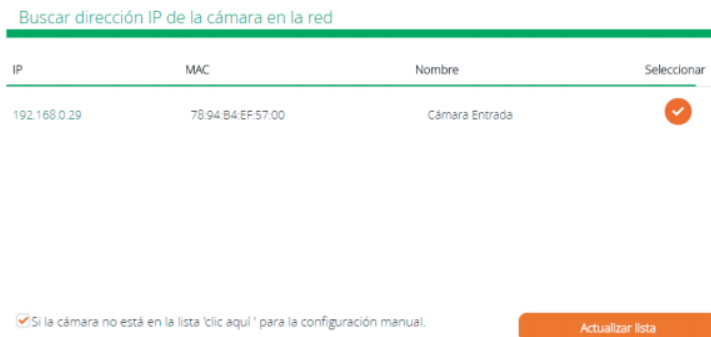 Buscar dirección IP de la cámara en la red
IP MAC Nombre Seleccionar
192.168.0.29 78:94:B4:EF:57:00 Cámara Entrada
Si la cámara no está en la lista 'clic aquí ' para la configuración manual.
Actualizar lista